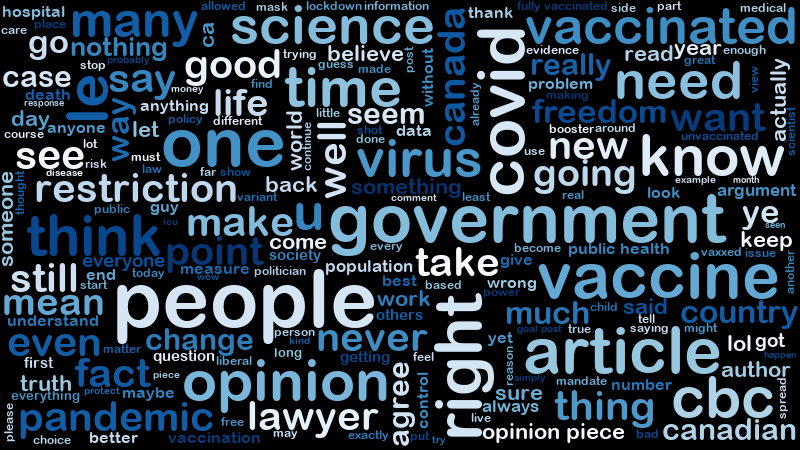 hospital allowed mask lockdown information fully vaccinated side part medical
care place many ca science thank vaccinated
go nothing stop probably trying believe post without canada evidence read year enough
case say money good guess made covid really great view
death response way anything find time already problem need actually
day course anyone policy different life little seem making freedom want scientist
let one world well shot data booster around unvaccinated
le lot must continue done virus use new know
see risk law far show something going example month
disease restriction variant back comment least real look argument
someone thought public guy make u government ye seen
think icu point come every become public health keep
everyone society vaxxed issue
still end today measure politician population take give vaccine another
start wow best based wrong power
mean people work much child said country
understand others right tell
even matter change person kind never yet goal post true saying might lol got
first question liberal long getting feel reason article happen
fact piece opinion agree control simply mandate number author
truth maybe sure cbc spread
everything protect lawyer always thing
please pandemic free live canadian
choice better vaccination may exactly put try opinion piece bad